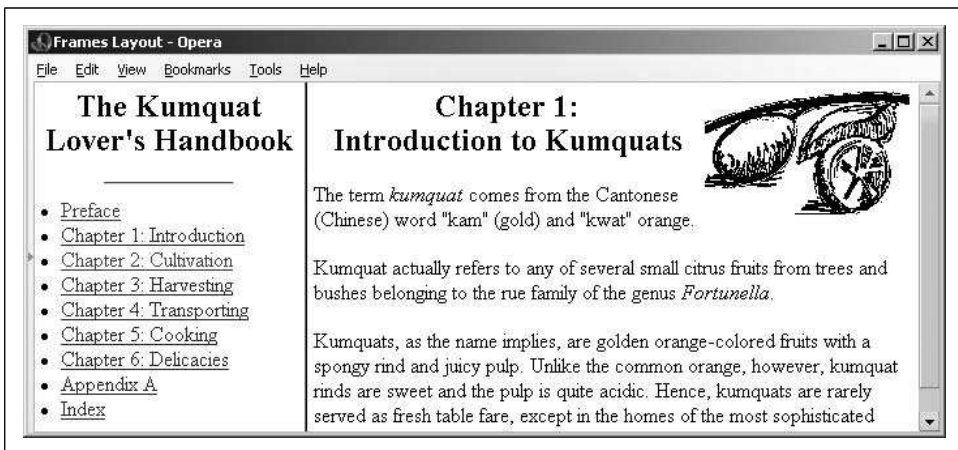 Frames Layout - Opera
File Edit View Bookmarks Tools Help
The Kumquat
Lover's Handbook
• Preface
• Chapter 1: Introduction
• Chapter 2: Cultivation
• Chapter 3: Harvesting
• Chapter 4: Transporting
• Chapter 5: Cooking
• Chapter 6: Delicacies
• Appendix A
• Index
Chapter 1:
Introduction to Kumquats
The term kumquat comes from the Cantonese
(Chinese) word "kam" (gold) and "kwat" orange.
Kumquat actually refers to any of several small citrus fruits from trees and
bushes belonging to the rue family of the genus Fortunella.
Kumquats, as the name implies, are golden orange-colored fruits with a
spongy rind and juicy pulp. Unlike the common orange, however, kumquat
rinds are sweet and the pulp is quite acidic. Hence, kumquats are rarely
served as fresh table fare, except in the homes of the most sophisticated